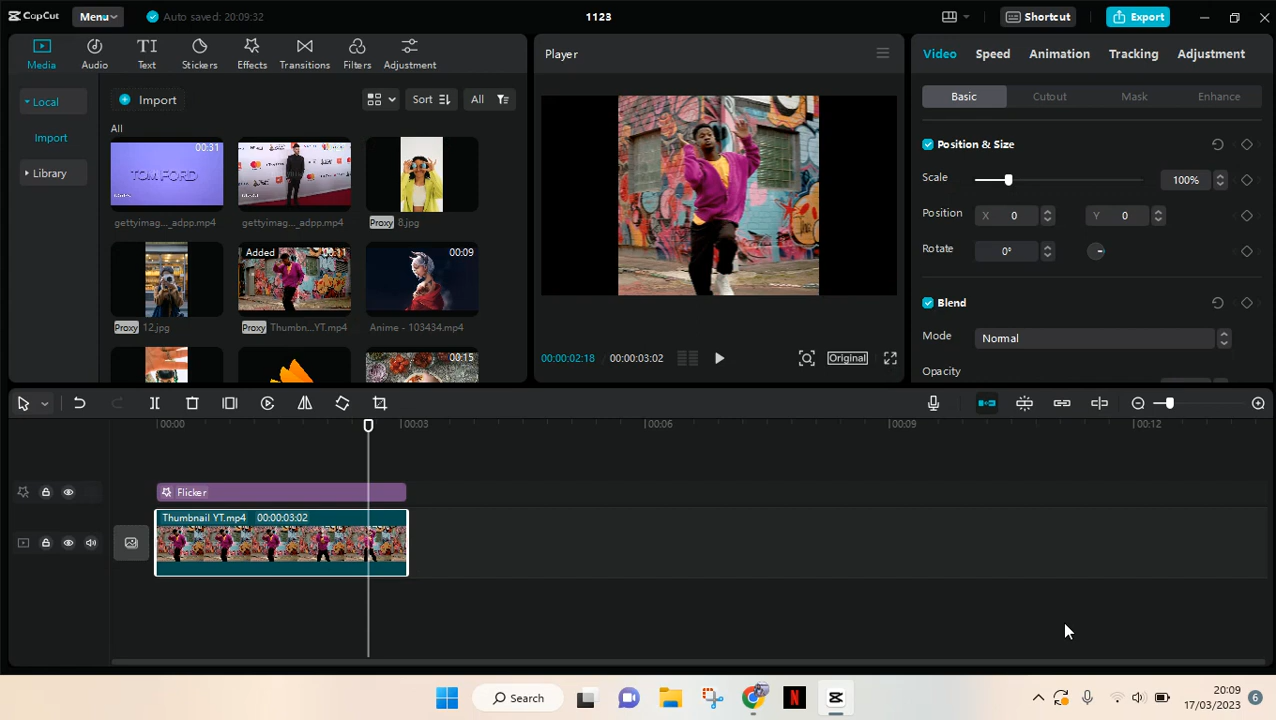 CapCut
Menu
Auto saved: 20:09:32
1123
Shortcut
Export
Media
Audio
Text
Stickers
Effects
Transitions
Filters
Adjustment
Local
Import
Library
Import
Sort
All
All
00:31
TOM FORD
gettyimag..._adpp.mp4
gettyimag..._adpp.mp4
Proxy 8.jpg
Proxy 12.jpg
Added 00:11
Proxy Thumbn...YT.mp4
00:09
Anime - 103434.mp4
00:15
Player
00:00:02:18 00:00:03:02
Original
Video
Speed
Animation
Tracking
Adjustment
Basic
Cutout
Mask
Enhance
Position & Size
Scale
100%
Position
X 0
Y 0
Rotate
0°
Blend
Mode
Normal
Opacity
00:00
00:03
00:06
00:09
00:12
Flicker
Thumbnail YT.mp4 00:00:03:02
Search
N
20:09
17/03/2023
6